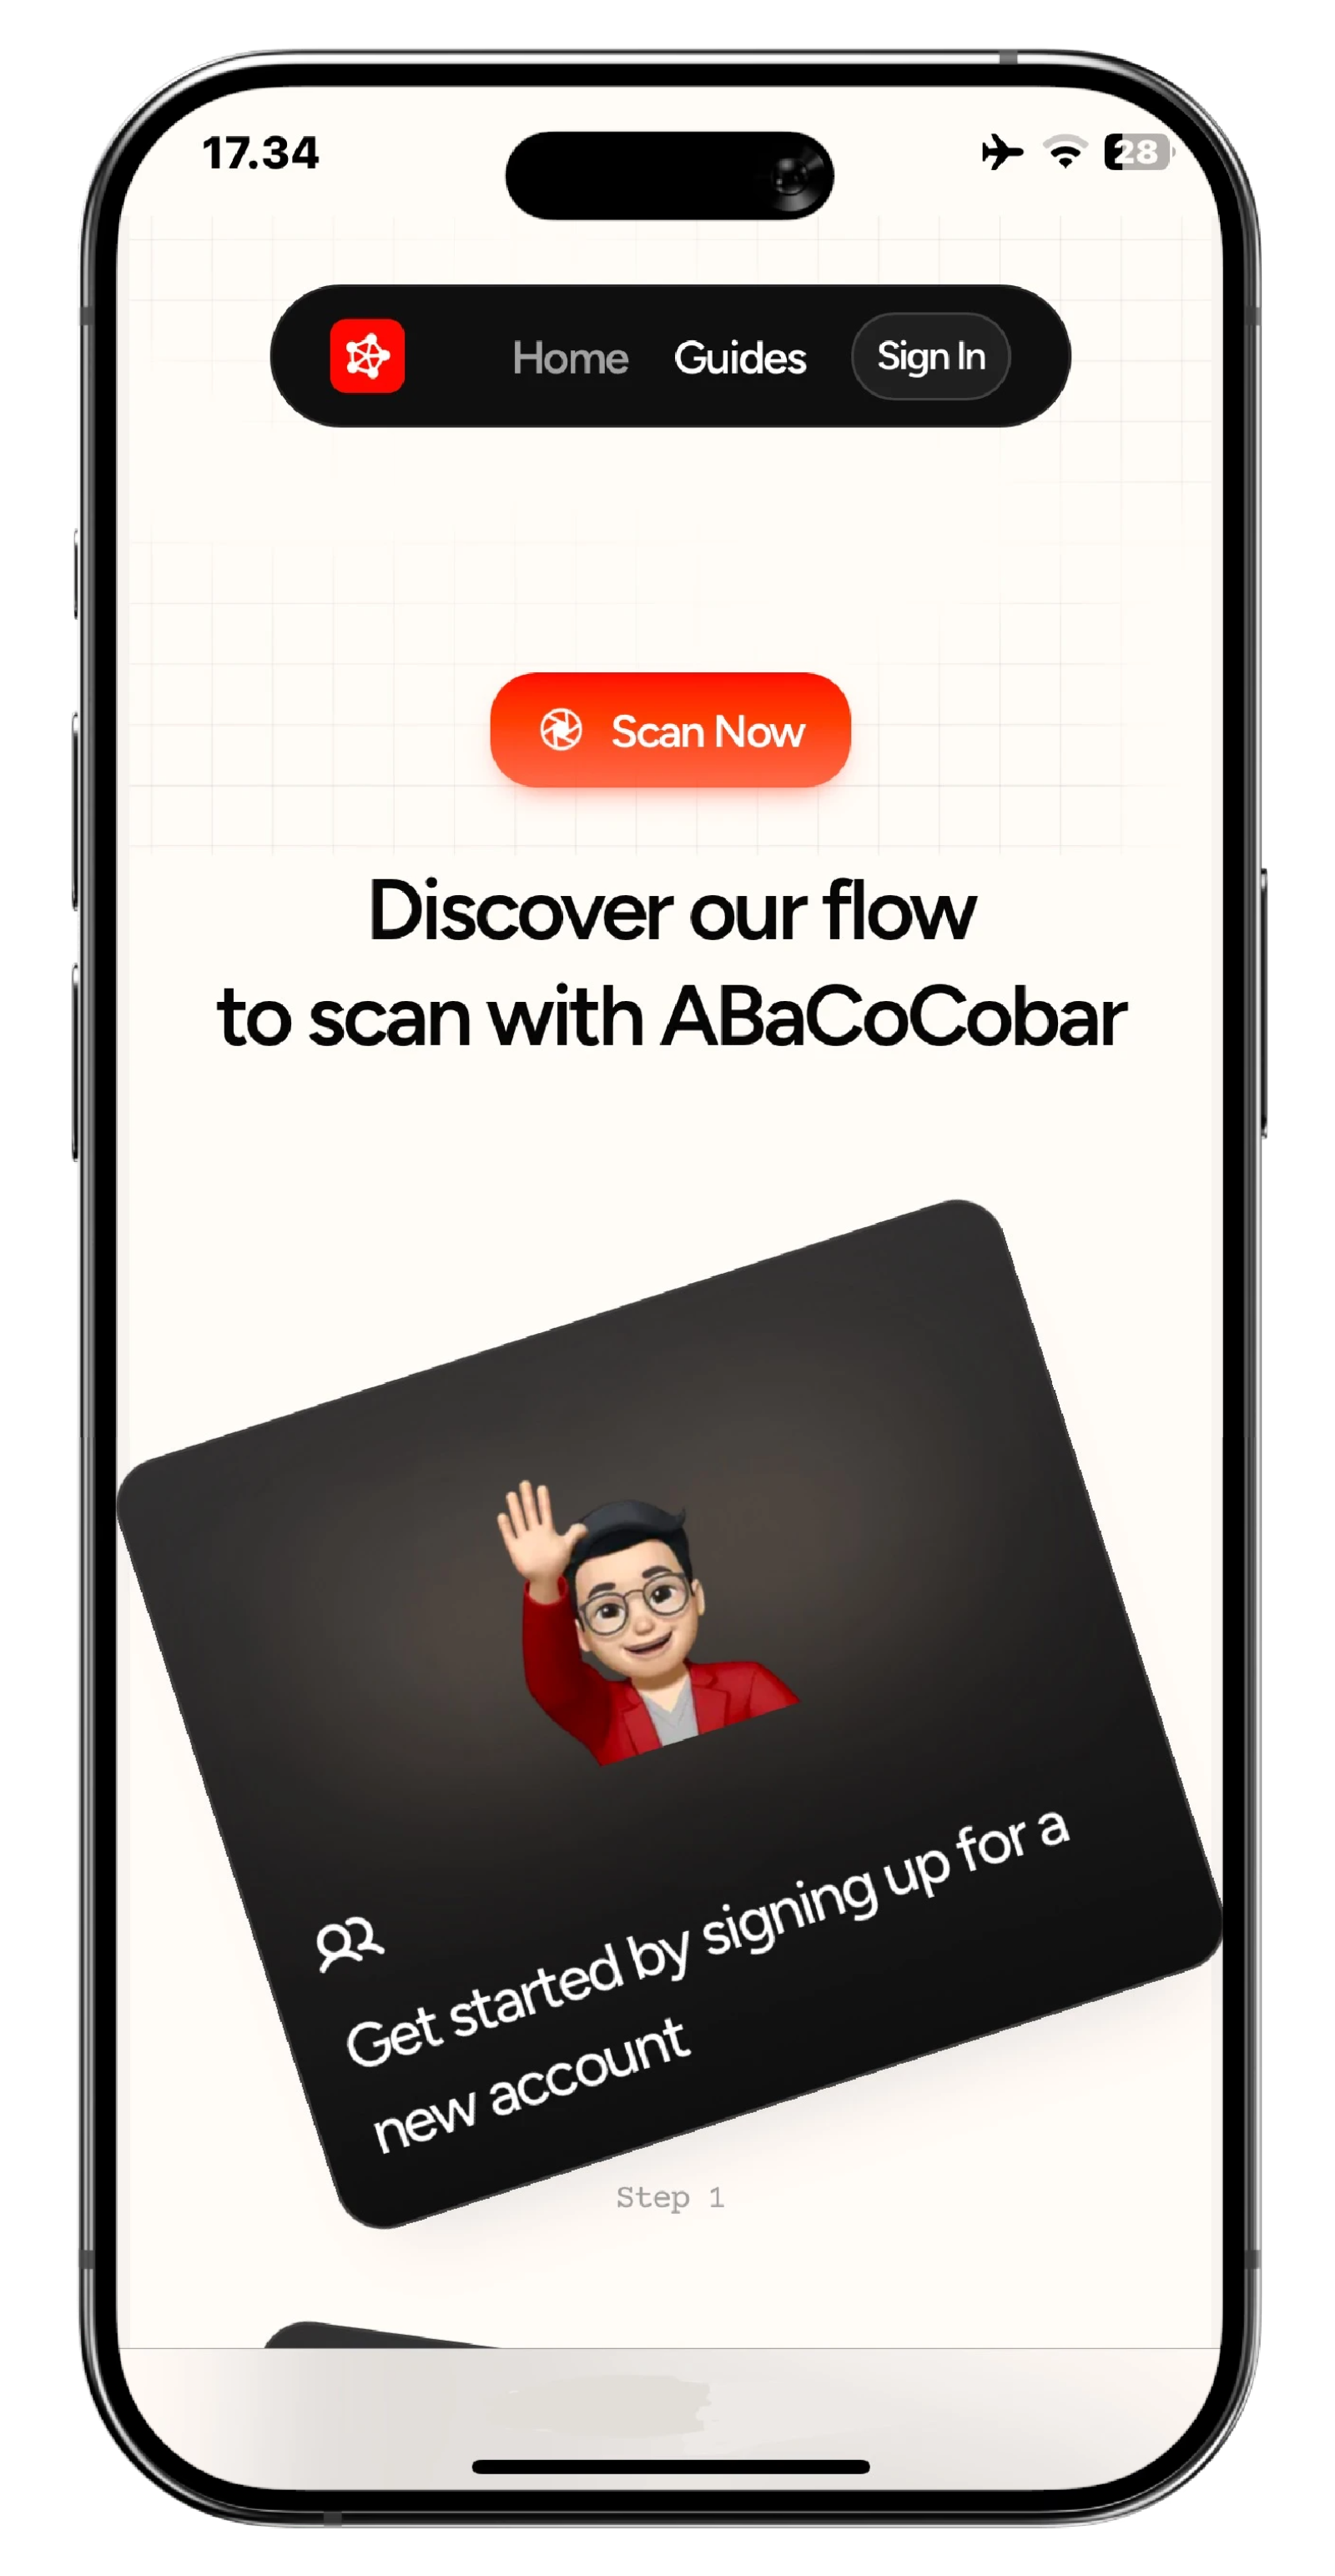 17.34
28
Home Guides Sign In
Scan Now
Discover our flow
to scan with ABaCoCobar
Get started by signing up for a
new account
Step 1